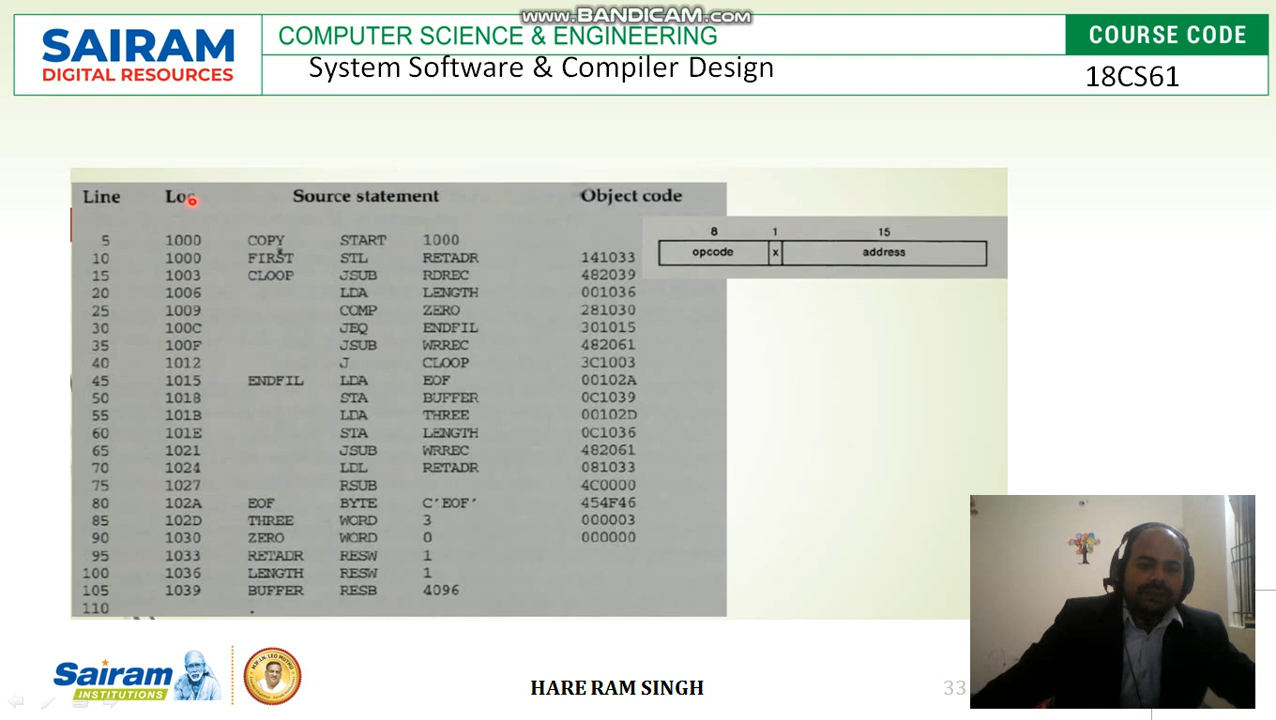 www.BANDICAM.com
SAIRAM
DIGITAL RESOURCES
COMPUTER SCIENCE & ENGINEERING
System Software & Compiler Design
COURSE CODE
18CS61
Line Loc Source statement Object code
5 1000 COPY START 1000
10 1000 FIRST STL RETADR 141033
15 1003 CLOOP JSUB RDREC 482039
20 1006 LDA LENGTH 001036
25 1009 COMP ZERO 281030
30 100C JEQ ENDFIL 301015
35 100F JSUB WRREC 482061
40 1012 J CLOOP 3C1003
45 1015 ENDFIL LDA EOF 00102A
50 1018 STA BUFFER 0C1039
55 101B LDA THREE 00102D
60 101E STA LENGTH 0C1036
65 1021 JSUB WRREC 482061
70 1024 LDL RETADR 081033
75 1027 RSUB 4C0000
80 102A EOF BYTE C'EOF' 454F46
85 102D THREE WORD 3 000003
90 1030 ZERO WORD 0 000000
95 1033 RETADR RESW 1
100 1036 LENGTH RESW 1
105 1039 BUFFER RESB 4096
110 .
8 1 15
opcode x address
Sairam
INSTITUTIONS
HARE RAM SINGH
33